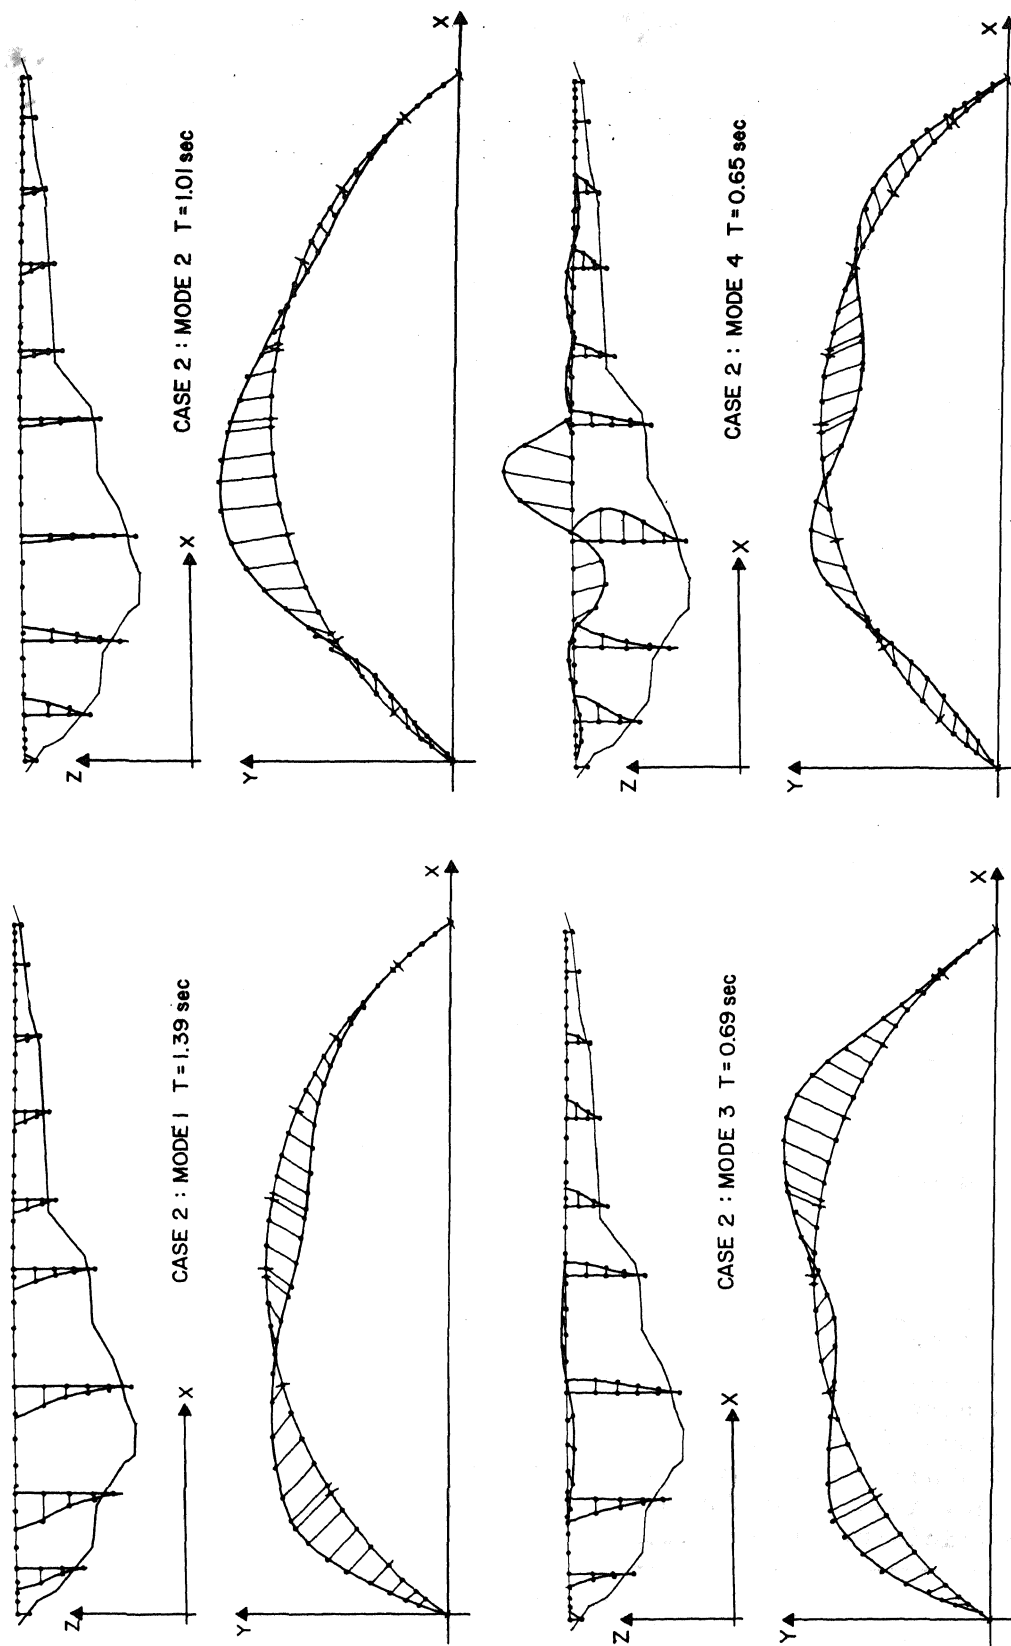 X
Z
CASE 2 : MODE 2 T = 1.01 sec
X
Y
X
Z
CASE 2 : MODE 4 T = 0.65 sec
X
Y
X
Z
CASE 2 : MODE 1 T = 1.39 sec
X
Y
X
Z
CASE 2 : MODE 3 T = 0.69 sec
X
Y